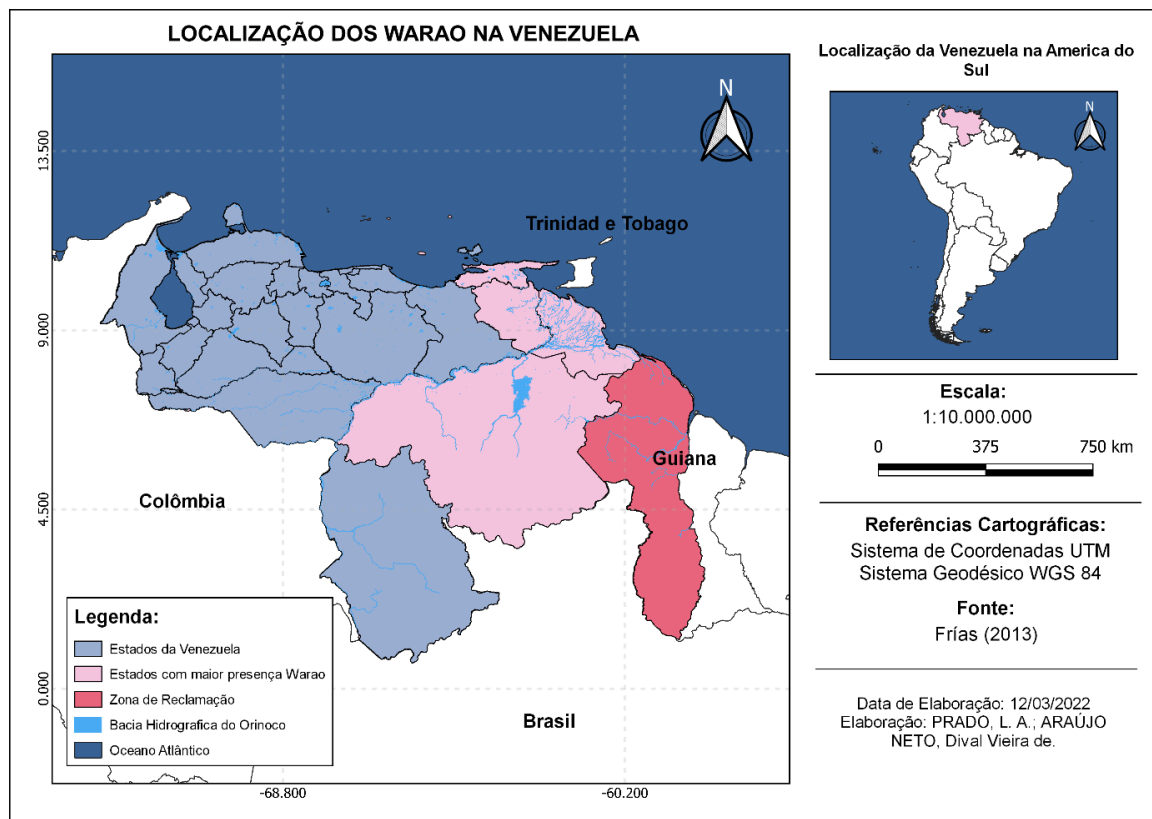 LOCALIZAÇÃO DOS WARAO NA VENEZUELA
N
13.500
9.000
4.500
0.000
-68.800
-60.200
Trinidad e Tobago
Guiana
Colômbia
Brasil
Legenda:
Estados da Venezuela
Estados com maior presença Warao
Zona de Reclamação
Bacia Hidrografica do Orinoco
Oceano Atlântico
Localização da Venezuela na America do
Sul
N
Escala:
1:10.000.000
0 375 750 km
Referências Cartográficas:
Sistema de Coordenadas UTM
Sistema Geodésico WGS 84
Fonte:
Frías (2013)
Data de Elaboração: 12/03/2022
Elaboração: PRADO, L. A.; ARAÚJO
NETO, Dival Vieira de.